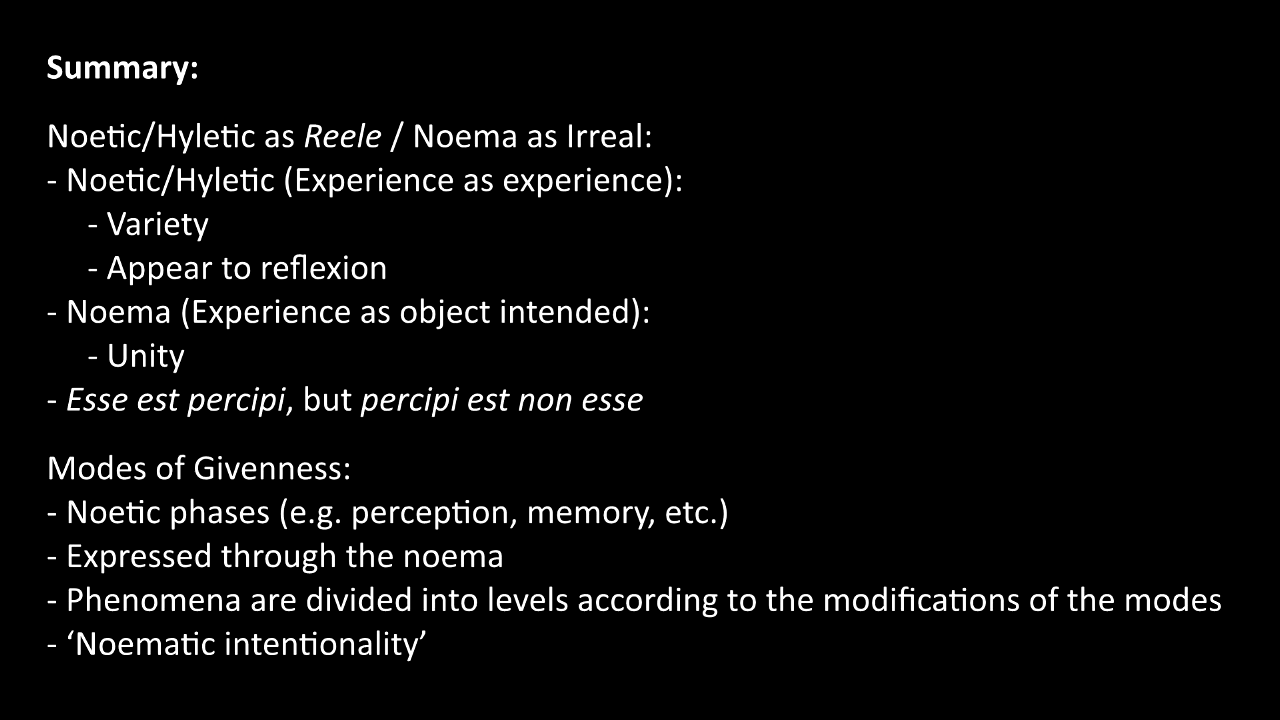 Summary:
Noetic/Hyletic as Reele / Noema as Irreal:
- Noetic/Hyletic (Experience as experience):
- Variety
- Appear to reflexion
- Noema (Experience as object intended):
- Unity
- Esse est percipi, but percipi est non esse
Modes of Givenness:
- Noetic phases (e.g. perception, memory, etc.)
- Expressed through the noema
- Phenomena are divided into levels according to the modifications of the modes
- ‘Noematic intentionality’